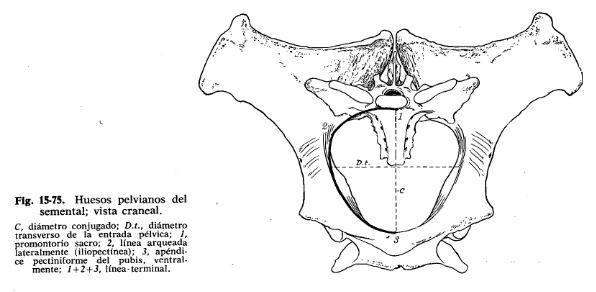 1
2
D.t.
C
3
Fig. 15-75. Huesos pelvianos del
semental; vista craneal.
C, diámetro conjugado; D.t., diámetro
transverso de la entrada pélvica; 1,
promontorio sacro; 2, línea arqueada
lateralmente (iliopectínea); 3, apéndi-
ce pectiniforme del pubis, ventral-
mente; 1+2+3, línea-terminal.